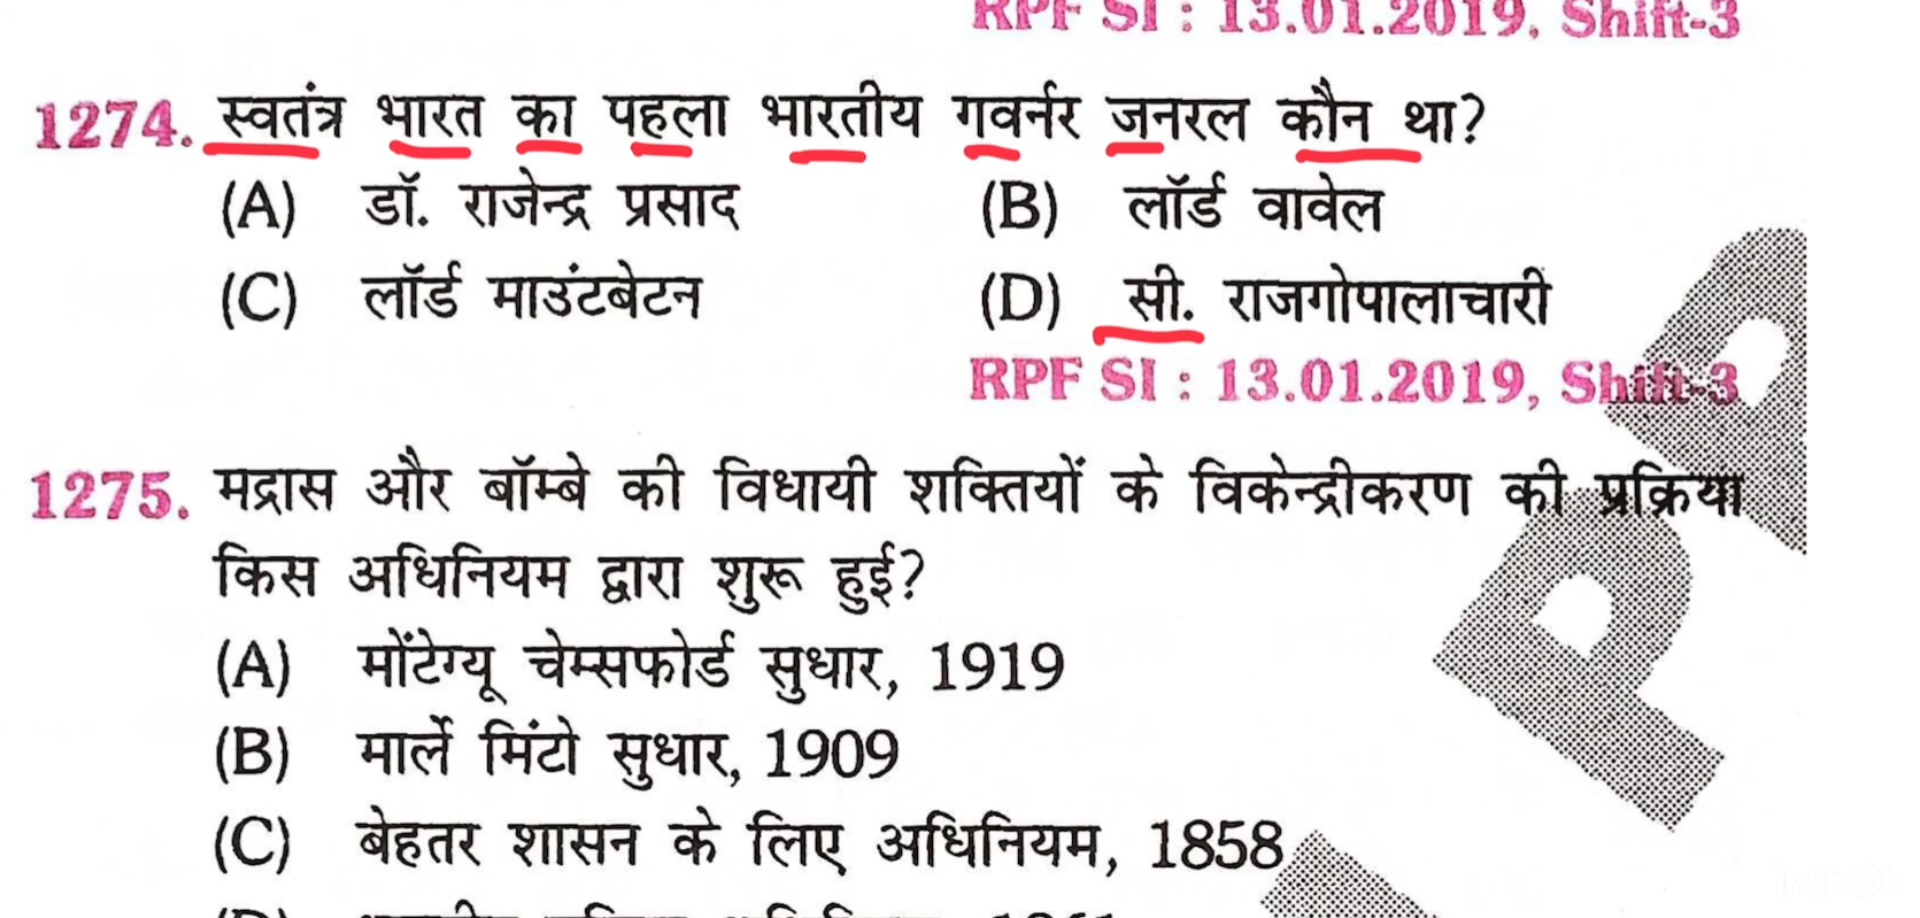 RPF SI : 13.01.2019, Shift-3
1274. स्वतंत्र भारत का पहला भारतीय गवर्नर जनरल कौन था?
(A) डॉ. राजेन्द्र प्रसाद (B) लॉर्ड वावेल
(C) लॉर्ड माउंटबेटन (D) सी. राजगोपालाचारी
RPF SI : 13.01.2019, Shift-3
1275. मद्रास और बॉम्बे की विधायी शक्तियों के विकेन्द्रीकरण की प्रक्रिया
किस अधिनियम द्वारा शुरू हुई?
(A) मोंटेग्यू चेम्सफोर्ड सुधार, 1919
(B) मार्ले मिंटो सुधार, 1909
(C) बेहतर शासन के लिए अधिनियम, 1858
InShOt